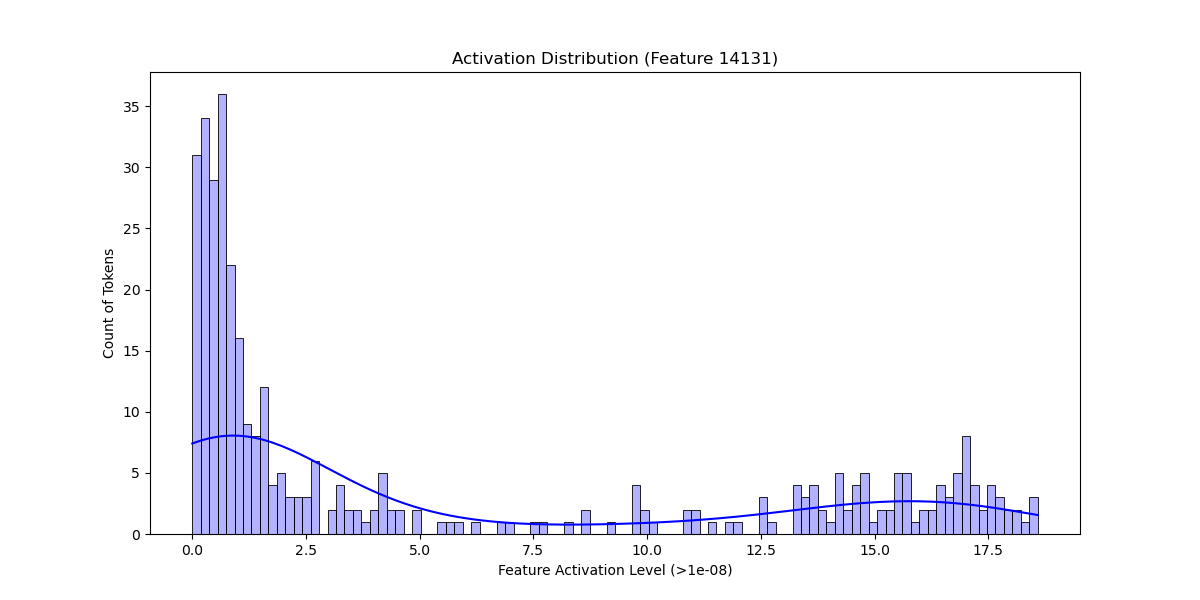 Activation Distribution (Feature 14131)
Count of Tokens
35
30
25
20
15
10
5
0
0.0 2.5 5.0 7.5 10.0 12.5 15.0 17.5
Feature Activation Level (>1e-08)